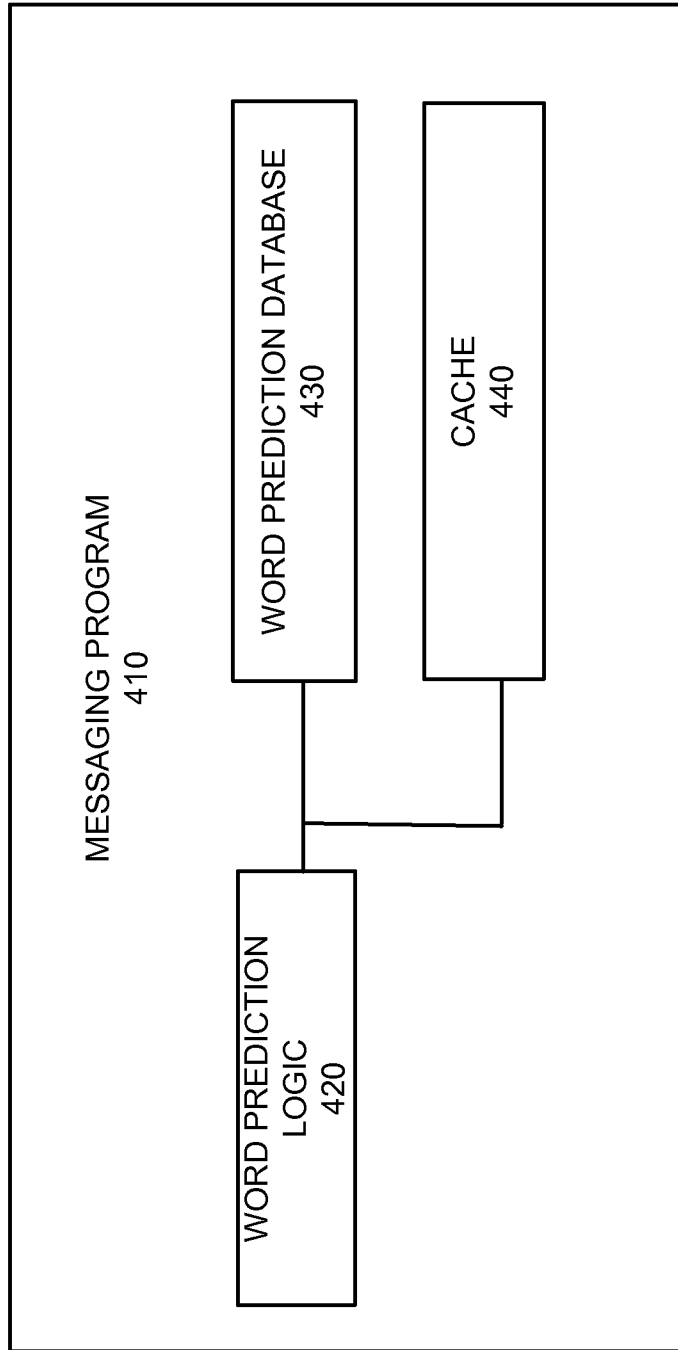 MESSAGING PROGRAM
410
WORD PREDICTION
LOGIC
420
WORD PREDICTION DATABASE
430
CACHE
440